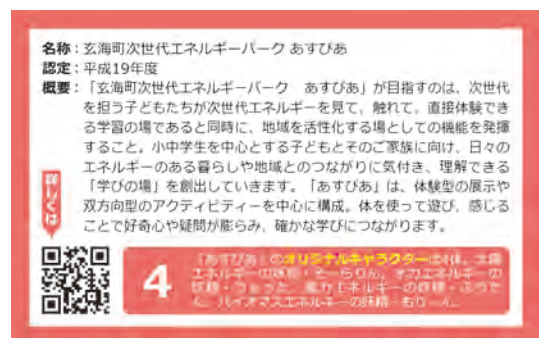 名称：玄海町次世代エネルギーパーク あすぴあ
認定：平成19年度
概要：「玄海町次世代エネルギーパーク　あすぴあ」が目指すのは、次世代
を担う子どもたちが次世代エネルギーを見て、触れて、直接体験でき
る学習の場であると同時に、地域を活性化する場としての機能を発揮
すること。小中学生を中心とする子どもとそのご家族に向け、日々の
エネルギーのある暮らしや地域とのつながりに気付き、理解できる
「学びの場」を創出していきます。「あすぴあ」は、体験型の展示や
双方向型のアクティビティーを中心に構成。体を使って遊び、感じる
ことで好奇心や疑問が膨らみ、確かな学びにつながります。
詳しくは
4
「あすぴあ」のオリジナルキャラクターは4体。太陽
エネルギーの妖精・そーらりん、水力エネルギーの
妖精・風力エネルギーの妖精・ふうた
ん、バイオマスエネルギーの妖精・もりーん。